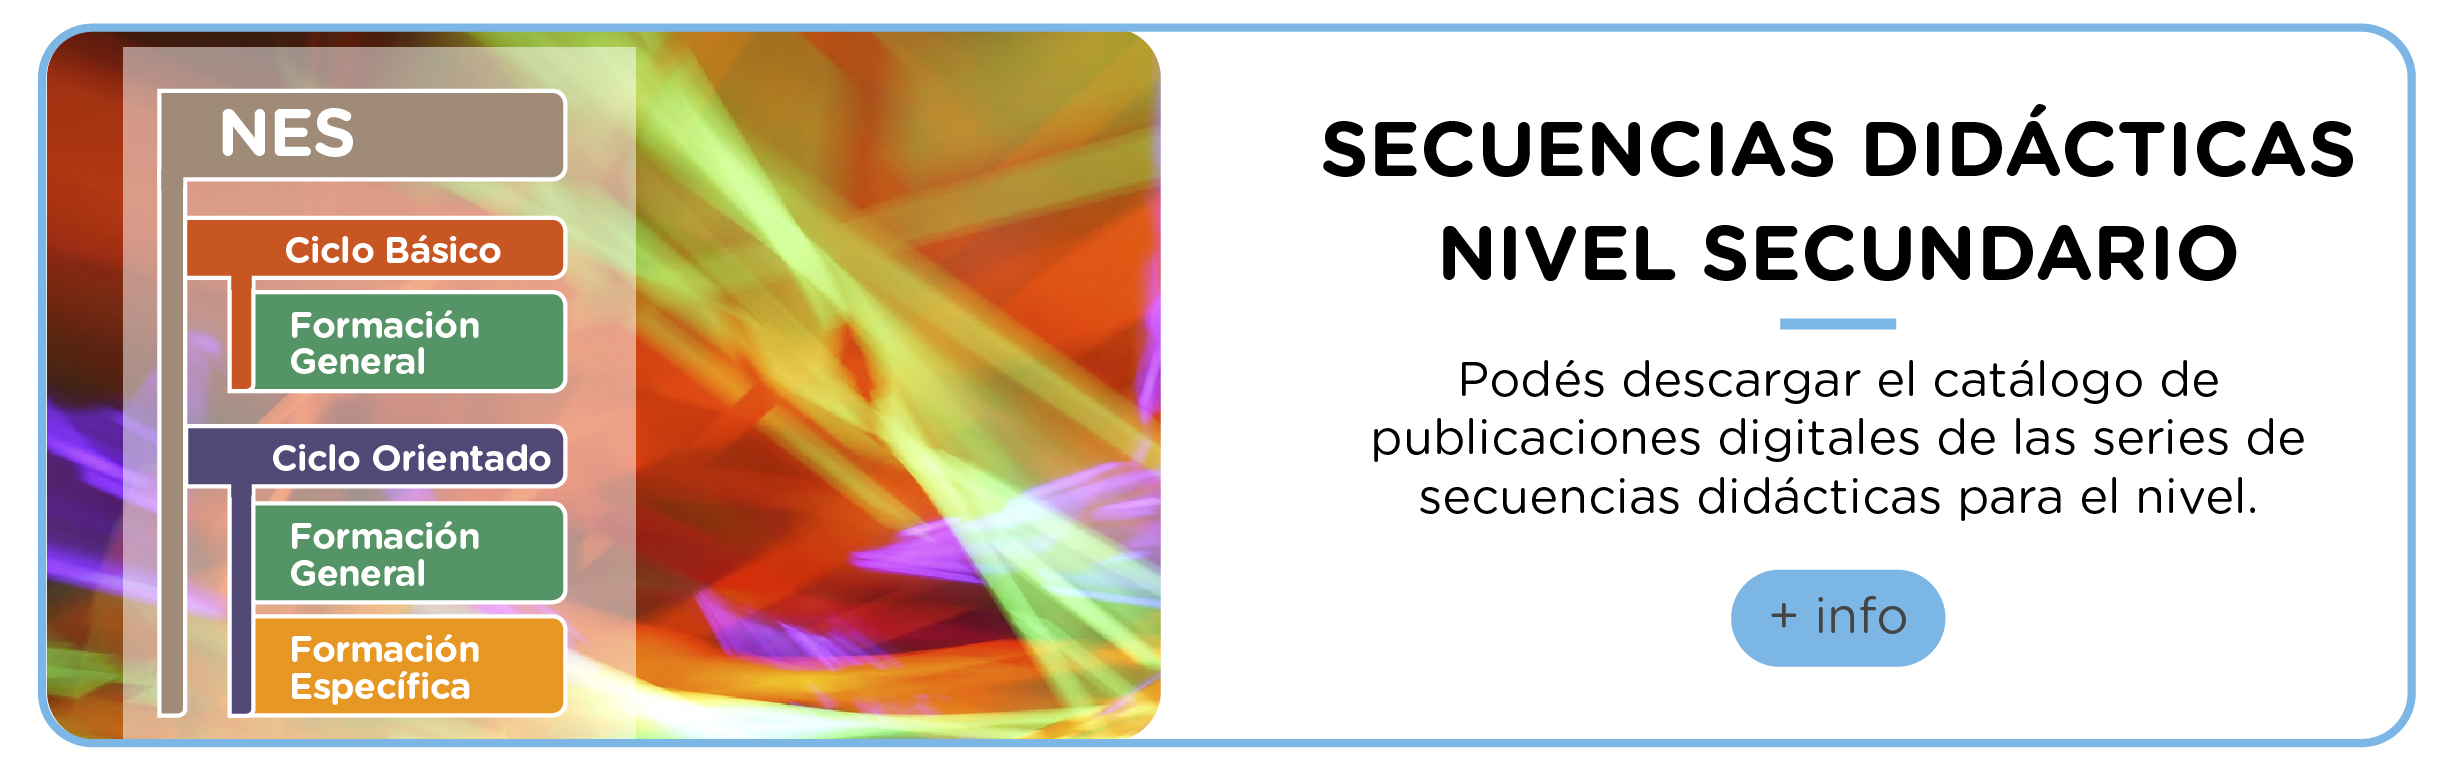 NES
Ciclo Básico
Formación
General
Ciclo Orientado
Formación
General
Formación
Específica
SECUENCIAS DIDÁCTICAS
NIVEL SECUNDARIO
Podés descargar el catálogo de
publicaciones digitales de las series de
secuencias didácticas para el nivel.
+ info